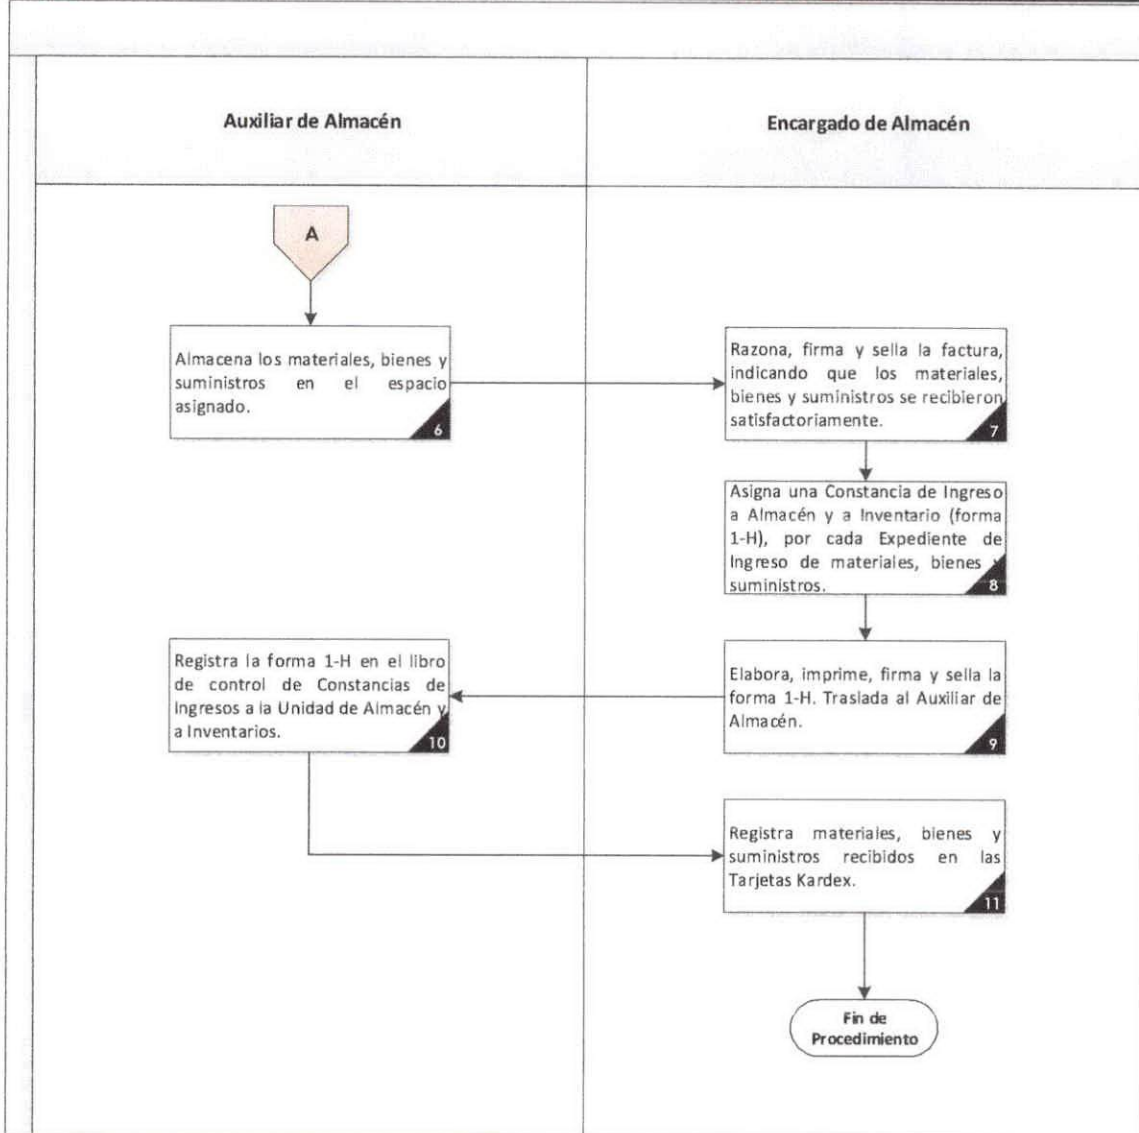 Auxiliar de Almacén
Encargado de Almacén
A
Almacena los materiales, bienes y
suministros en el espacio
asignado.
6
Razona, firma y sella la factura,
indicando que los materiales,
bienes y suministros se recibieron
satisfactoriamente.
7
Asigna una Constancia de Ingreso
a Almacén y a Inventario (forma
1-H), por cada Expediente de
Ingreso de materiales, bienes y
suministros.
8
Elabora, imprime, firma y sella la
forma 1-H. Traslada al Auxiliar de
Almacén.
9
Registra la forma 1-H en el libro
de control de Constancias de
Ingresos a la Unidad de Almacén y
a Inventarios.
10
Registra materiales, bienes y
suministros recibidos en las
Tarjetas Kardex.
11
Fin de
Procedimiento